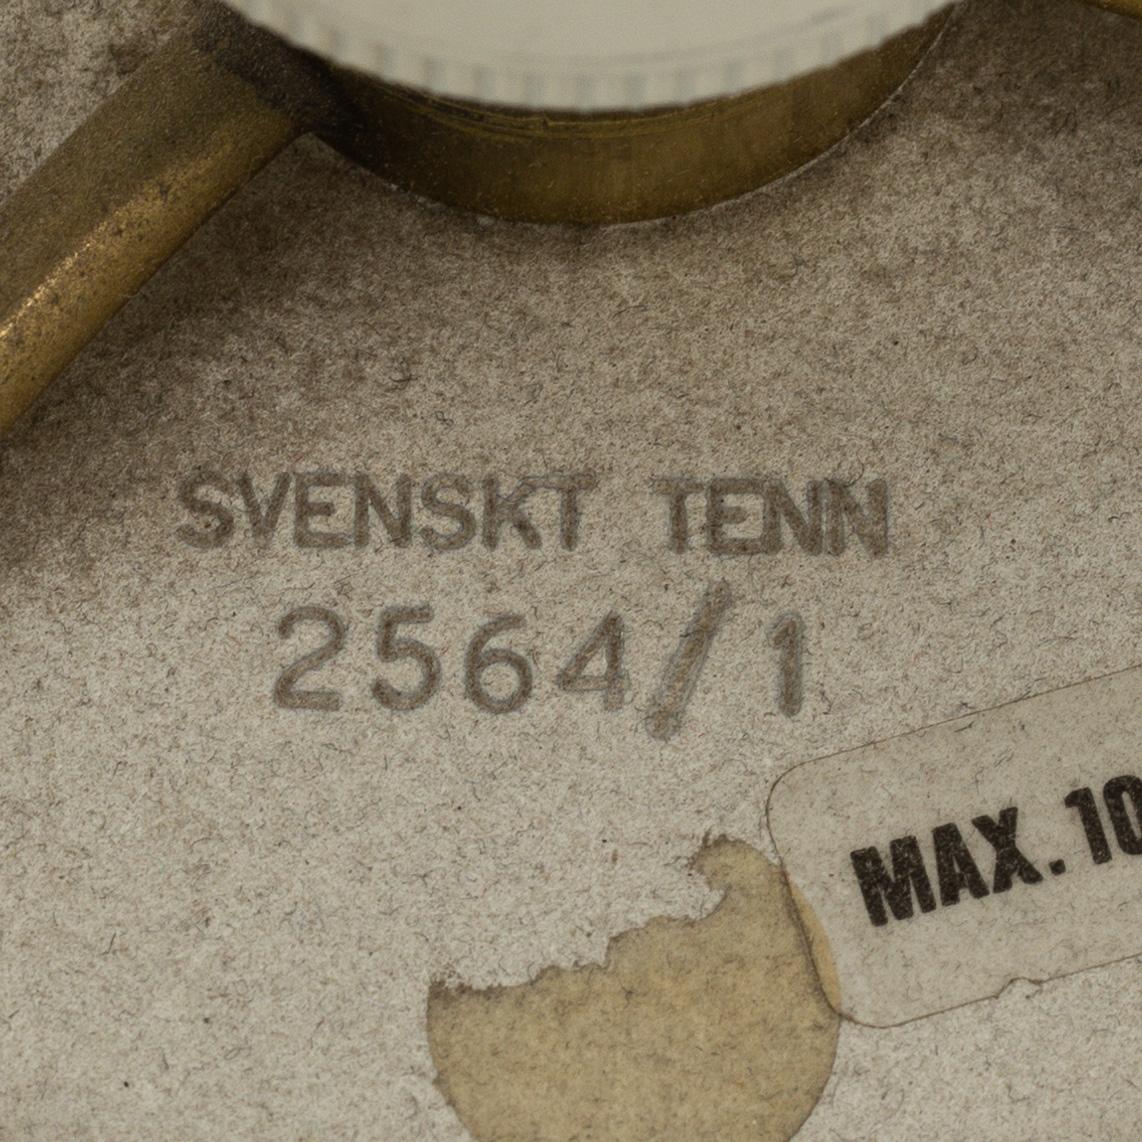 SVENSKT TENN
2564/1
MAX. 10